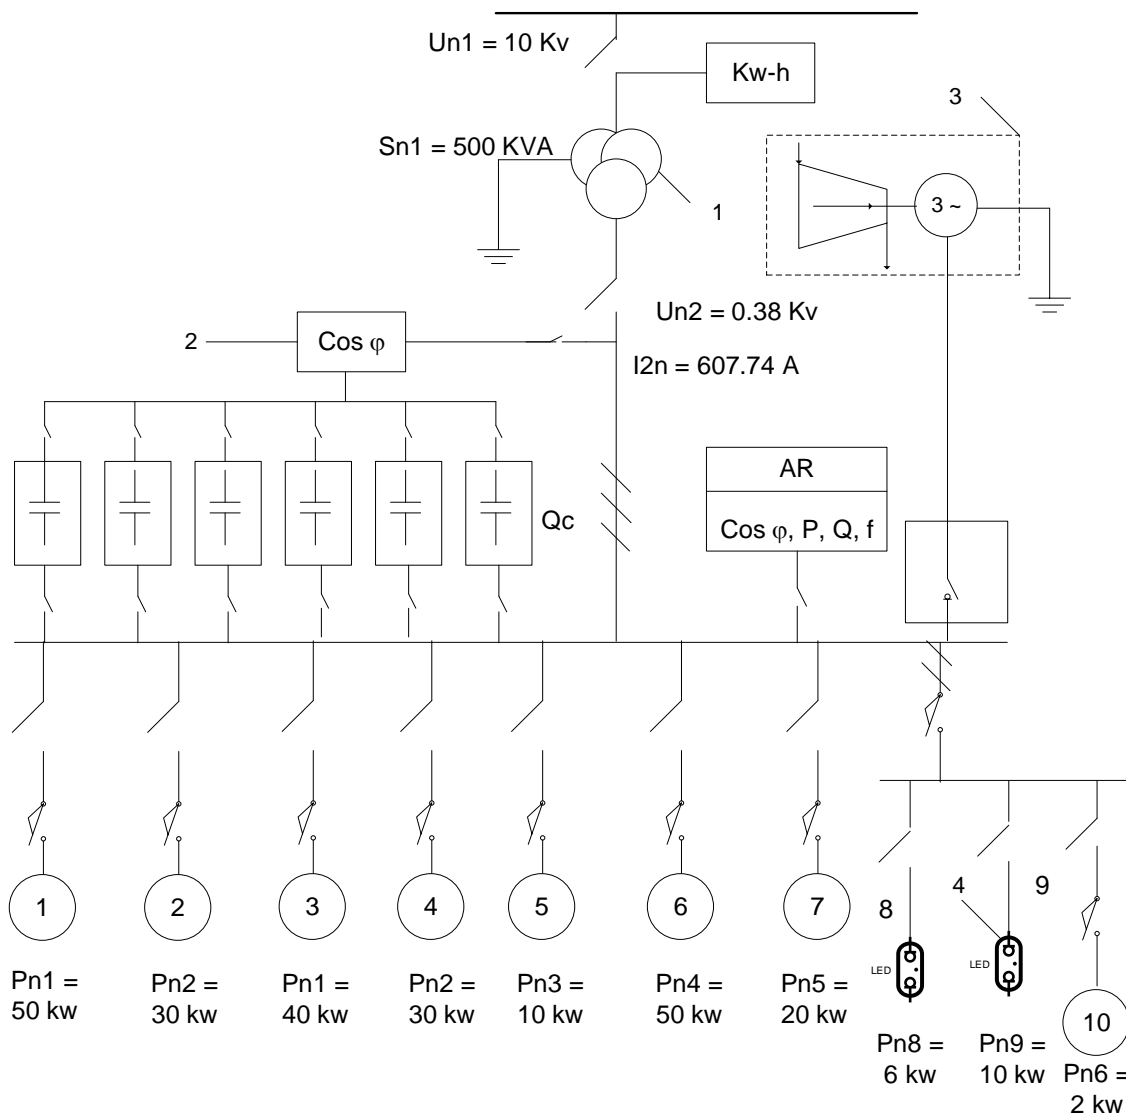 Un1 = 10 Kv
Kw-h
3
Sn1 = 500 KVA
1
3 ~
Un2 = 0.38 Kv
2
Cos φ
I2n = 607.74 A
AR
Qc
Cos φ, P, Q, f
1
2
3
4
5
6
7
8
4
9
LED
LED
10
Pn1 =
50 kw
Pn2 =
30 kw
Pn1 =
40 kw
Pn2 =
30 kw
Pn3 =
10 kw
Pn4 =
50 kw
Pn5 =
20 kw
Pn8 =
6 kw
Pn9 =
10 kw
Pn6 =
2 kw